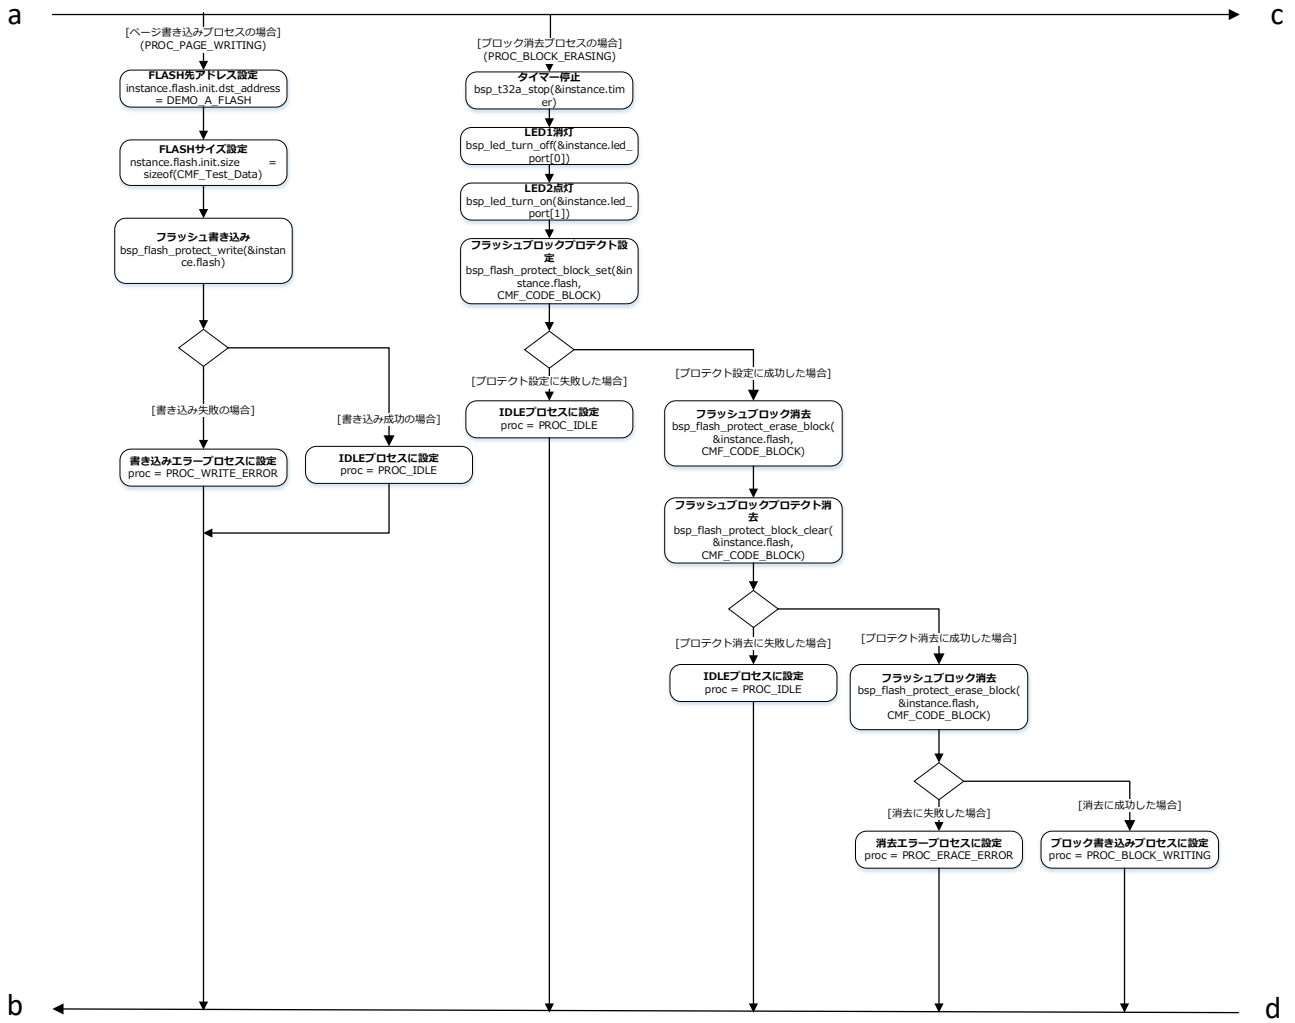 a
c
[ページ書き込みプロセスの場合]
(PROC_PAGE_WRITING)
FLASH先アドレス設定
instance.flash.init.dst_address
= DEMO_A_FLASH
FLASHサイズ設定
nstance.flash.init.size =
sizeof(CMF_Test_Data)
フラッシュ書き込み
bsp_flash_protect_write(&instan
ce.flash)
[書き込み失敗の場合]
[書き込み成功の場合]
書き込みエラープロセスに設定
proc = PROC_WRITE_ERROR
IDLEプロセスに設定
proc = PROC_IDLE
[ブロック消去プロセスの場合]
(PROC_BLOCK_ERASING)
タイマー停止
bsp_t32a_stop(&instance.tim
er)
LED1消灯
bsp_led_turn_off(&instance.led_
port[0])
LED2点灯
bsp_led_turn_on(&instance.led_
port[1])
フラッシュブロックプロテクト設
定
bsp_flash_protect_block_set(&in
stance.flash,
CMF_CODE_BLOCK)
[プロテクト設定に失敗した場合]
[プロテクト設定に成功した場合]
IDLEプロセスに設定
proc = PROC_IDLE
フラッシュブロック消去
bsp_flash_protect_erase_block(
&instance.flash,
CMF_CODE_BLOCK)
フラッシュブロックプロテクト消
去
bsp_flash_protect_block_clear(
&instance.flash,
CMF_CODE_BLOCK)
[プロテクト消去に失敗した場合]
[プロテクト消去に成功した場合]
IDLEプロセスに設定
proc = PROC_IDLE
フラッシュブロック消去
bsp_flash_protect_erase_block(
&instance.flash,
CMF_CODE_BLOCK)
[消去に失敗した場合]
[消去に成功した場合]
消去エラープロセスに設定
proc = PROC_ERACE_ERROR
ブロック書き込みプロセスに設定
proc = PROC_BLOCK_WRITING
b
d